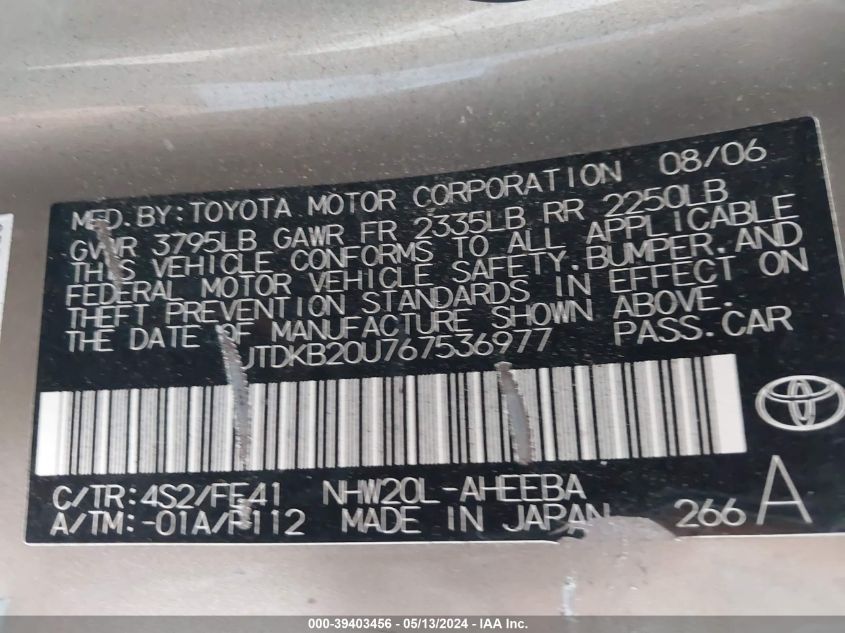 MFD.BY:TOYOTA MOTOR CORPORATION 08/06
GVWR 3795LB GAWR FR 2335LB RR 2250LB
THIS VEHICLE CONFORMS TO ALL APPLICABLE
FEDERAL MOTOR VEHICLE SAFETY,BUMPER,AND
THEFT PREVENTION STANDARDS IN EFFECT ON
THE DATE OF MANUFACTURE SHOWN ABOVE.
JTDKB20U767536977 PASS.CAR
C/TR:4S2/FE41 NHW20L-AHEEBA
A/TM:-01A/P112 MADE IN JAPAN 266 A
000-39403456 - 05/13/2024 - IAA Inc.